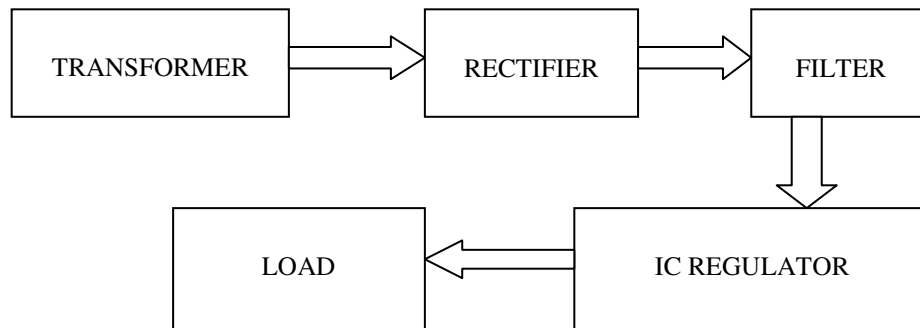 TRANSFORMER
RECTIFIER
FILTER
IC REGULATOR
LOAD